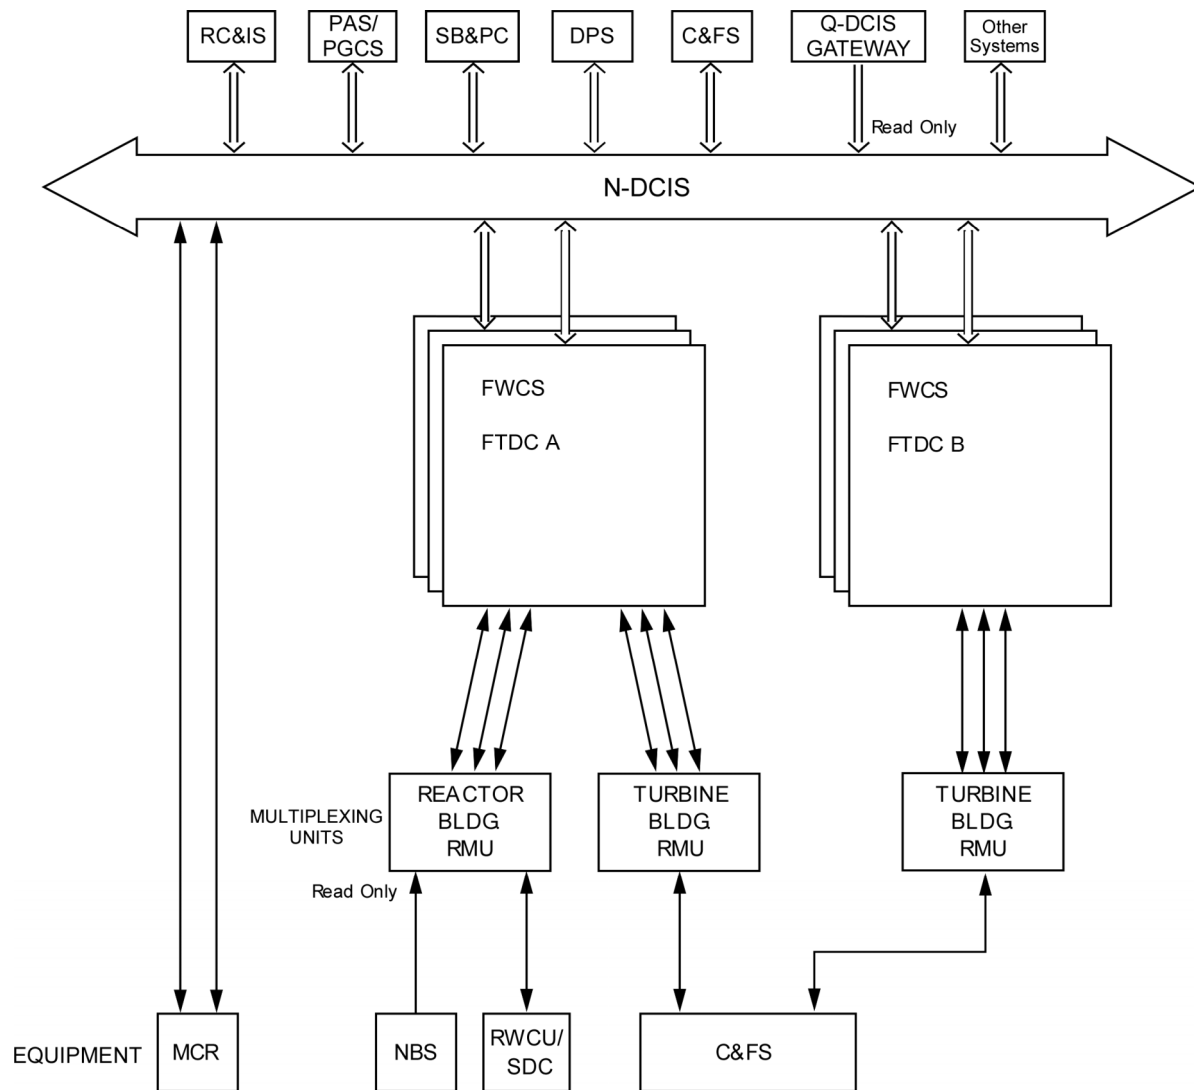 RC&IS
PAS/
PGCS
SB&PC
DPS
C&FS
Q-DCIS
GATEWAY
Other
Systems
Read Only
N-DCIS
FWCS
FTDC A
FWCS
FTDC B
MULTIPLEXING
UNITS
REACTOR
BLDG
RMU
TURBINE
BLDG
RMU
TURBINE
BLDG
RMU
Read Only
EQUIPMENT
MCR
NBS
RWCU/
SDC
C&FS